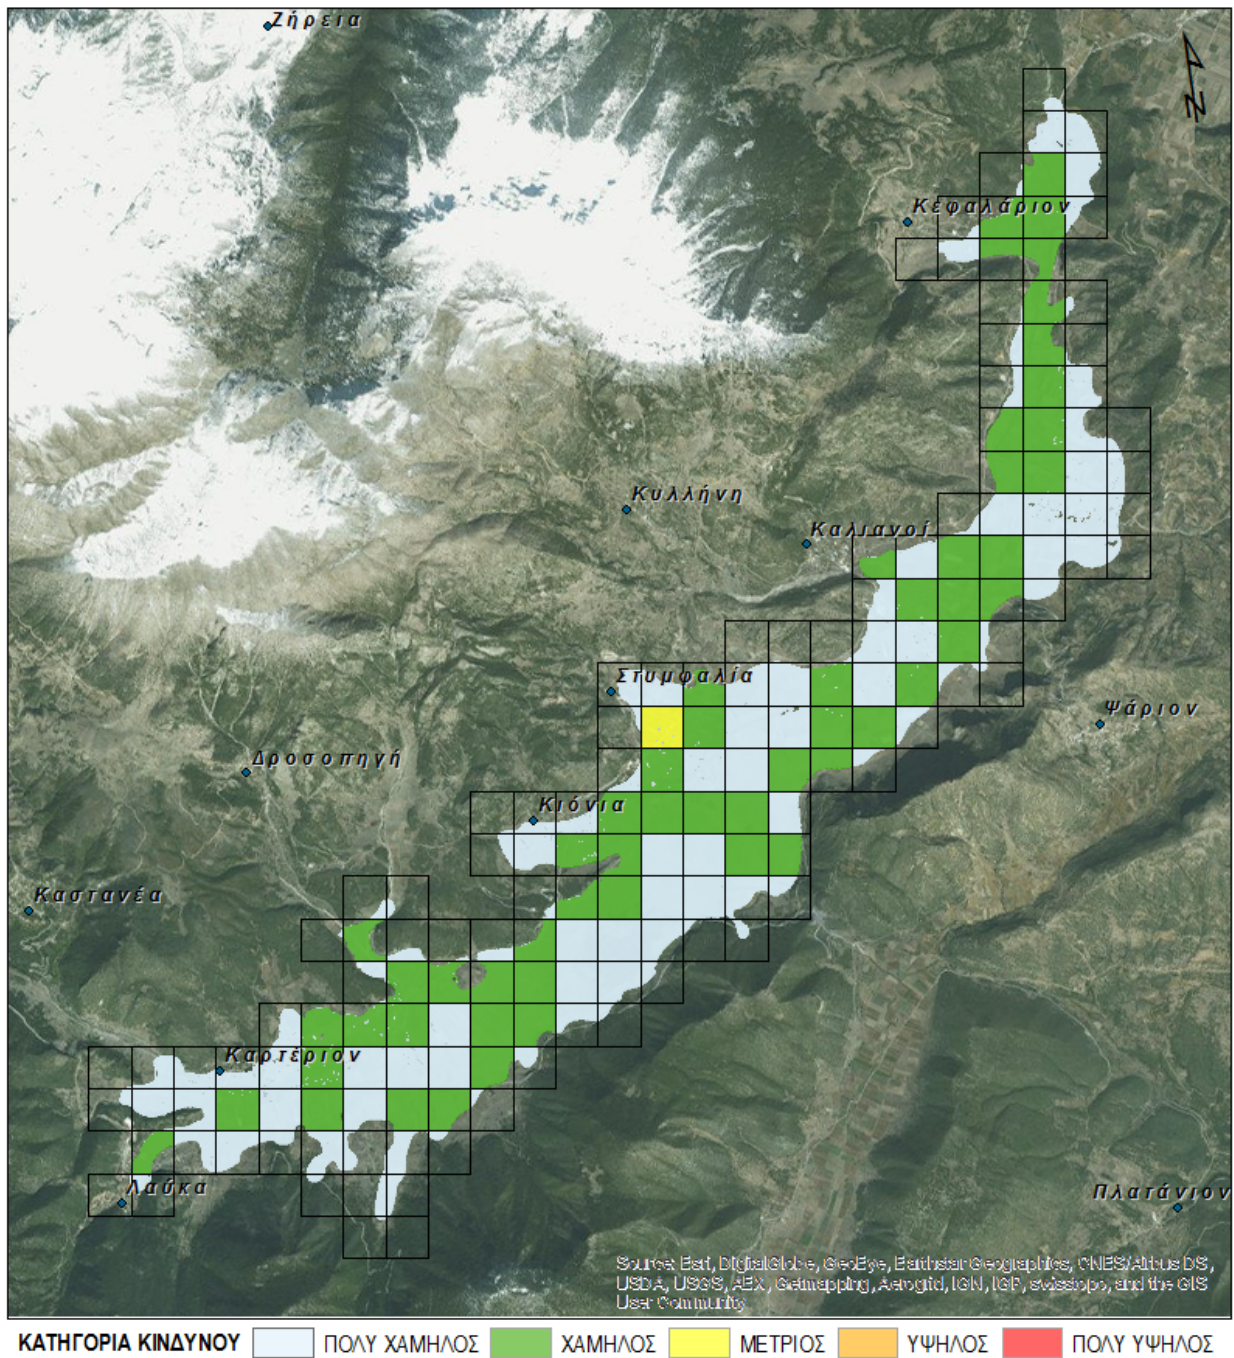 Ζήρεια
Κεφαλάριον
Κυλλήνη
Καλιανοί
Στυμφαλία
Ψάριον
Δροσοπηγή
Κιόνια
Καστανέα
Καρτέριον
Λαύκα
Πλατάνιον
Source: Esri, DigitalGlobe, GeoEye, Earthstar Geographics, CNES/Airbus DS,
USDA, USGS, AEX, Getmapping, Aerogrid, IGN, IGP, swisstopo, and the GIS
User Community
ΚΑΤΗΓΟΡΙΑ ΚΙΝΔΥΝΟΥ ΠΟΛΥ ΧΑΜΗΛΟΣ ΧΑΜΗΛΟΣ ΜΕΤΡΙΟΣ ΥΨΗΛΟΣ ΠΟΛΥ ΥΨΗΛΟΣ